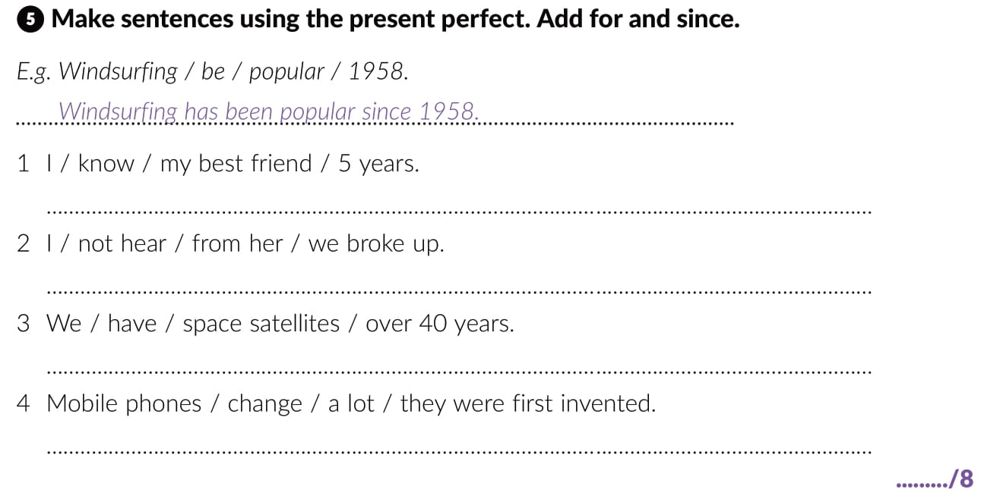 5 Make sentences using the present perfect. Add for and since.
E.g. Windsurfing / be / popular / 1958.
Windsurfing has been popular since 1958.
1 I / know / my best friend / 5 years.
2 I / not hear / from her / we broke up.
3 We / have / space satellites / over 40 years.
4 Mobile phones / change / a lot / they were first invented.
........./8